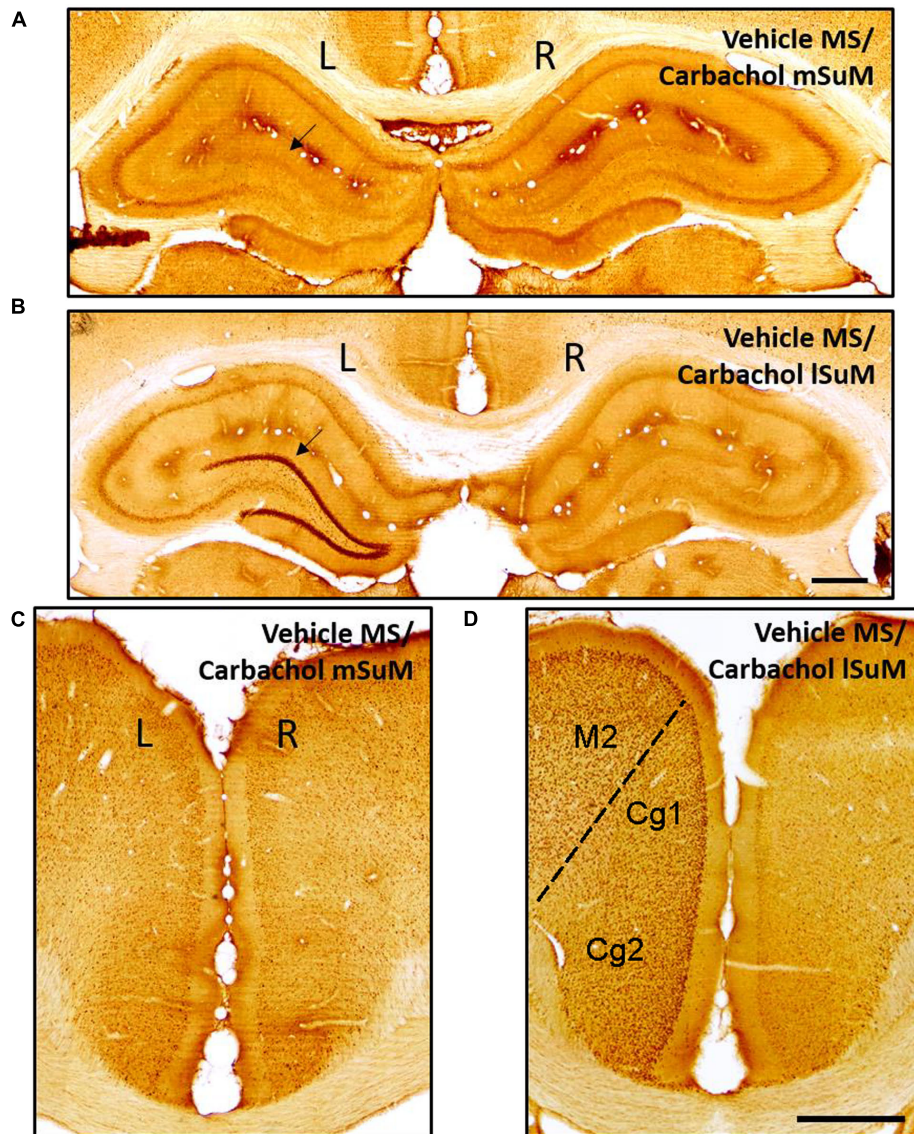 A
L
R
Vehicle MS/
Carbachol mSuM
B
L
R
Vehicle MS/
Carbachol lSuM
C
Vehicle MS/
Carbachol mSuM
L
R
D
Vehicle MS/
Carbachol lSuM
M2
Cg1
Cg2